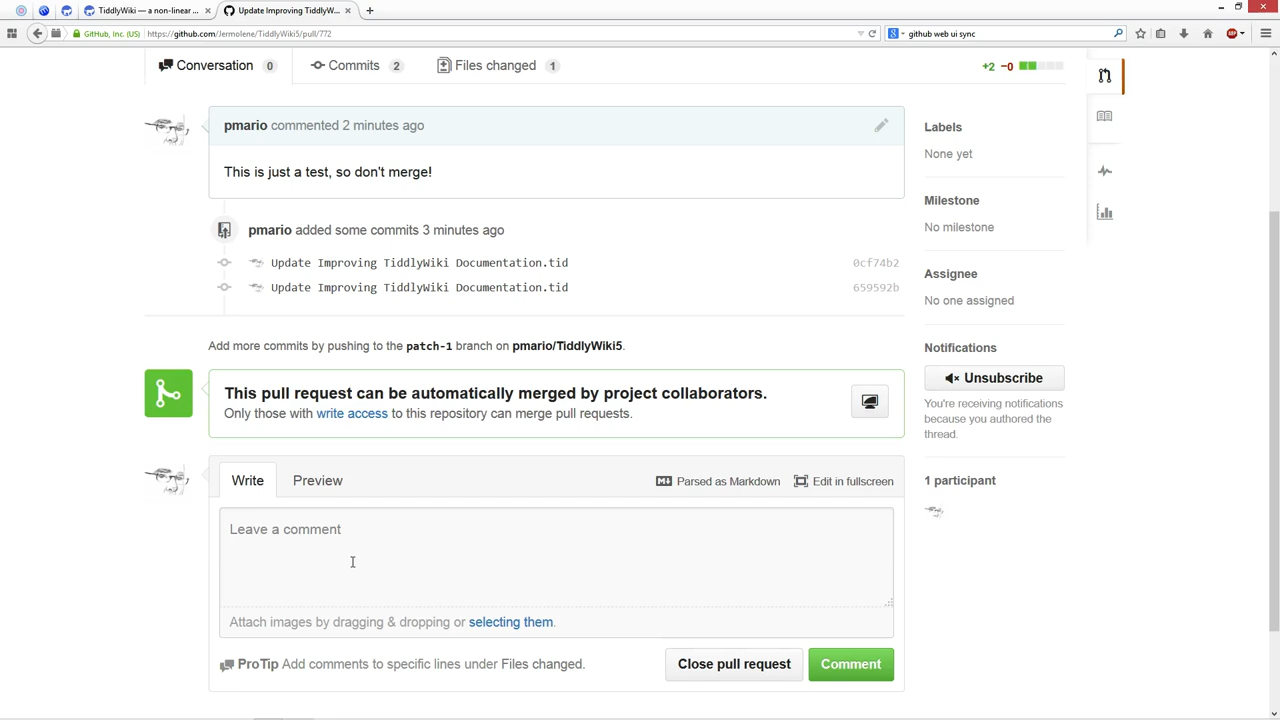 TiddlyWiki — a non-linear ... ×
Update Improving TiddlyW... ×
+
GitHub, Inc. (US) https://github.com/Jermolene/TiddlyWiki5/pull/772
github web ui sync
ABP
Conversation 0
Commits 2
Files changed 1
+2 −0
pmario commented 2 minutes ago
This is just a test, so don't merge!
pmario added some commits 3 minutes ago
Update Improving TiddlyWiki Documentation.tid 0cf74b2
Update Improving TiddlyWiki Documentation.tid 659592b
Add more commits by pushing to the patch-1 branch on pmario/TiddlyWiki5.
This pull request can be automatically merged by project collaborators.
Only those with write access to this repository can merge pull requests.
Write
Preview
Parsed as Markdown
Edit in fullscreen
Leave a comment
Attach images by dragging & dropping or selecting them.
ProTip Add comments to specific lines under Files changed.
Close pull request
Comment
Labels
None yet
Milestone
No milestone
Assignee
No one assigned
Notifications
Unsubscribe
You're receiving notifications
because you authored the
thread.
1 participant